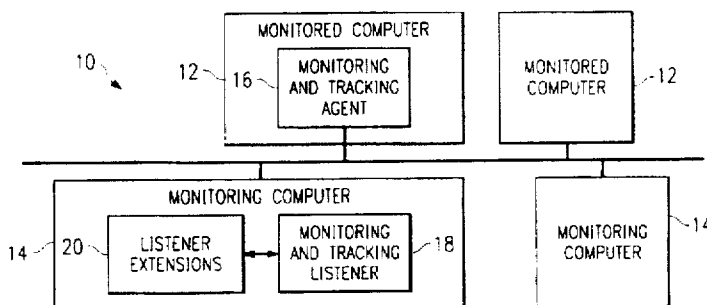 10
MONITORED COMPUTER
12
16
MONITORING
AND TRACKING
AGENT
MONITORED
COMPUTER
12
MONITORING COMPUTER
14
20
LISTENER
EXTENSIONS
MONITORING
AND TRACKING
LISTENER
18
MONITORING
COMPUTER
14